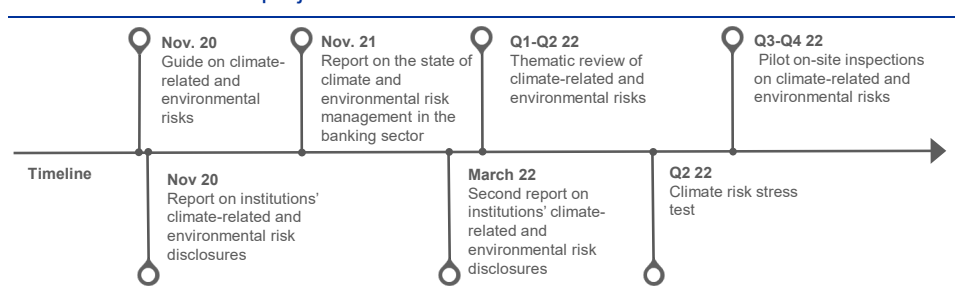 Nov. 20
Guide on climate-
related and
environmental
risks
Nov. 21
Report on the state of
climate and
environmental risk
management in the
banking sector
Q1-Q2 22
Thematic review of
climate-related and
environmental risks
Q3-Q4 22
Pilot on-site inspections
on climate-related and
environmental risks
Timeline
Nov 20
Report on institutions’
climate-related and
environmental risk
disclosures
March 22
Second report on
institutions’ climate-
related and
environmental risk
disclosures
Q2 22
Climate risk stress
test